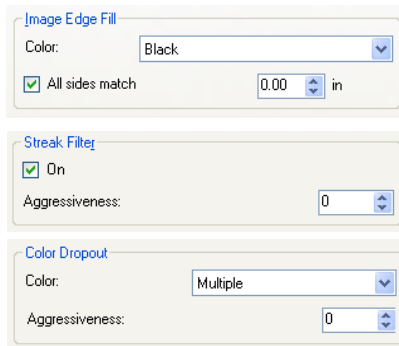 Image Edge Fill
Color: Black
All sides match 0.00 in
Streak Filter
On
Aggressiveness: 0
Color Dropout
Color: Multiple
Aggressiveness: 0